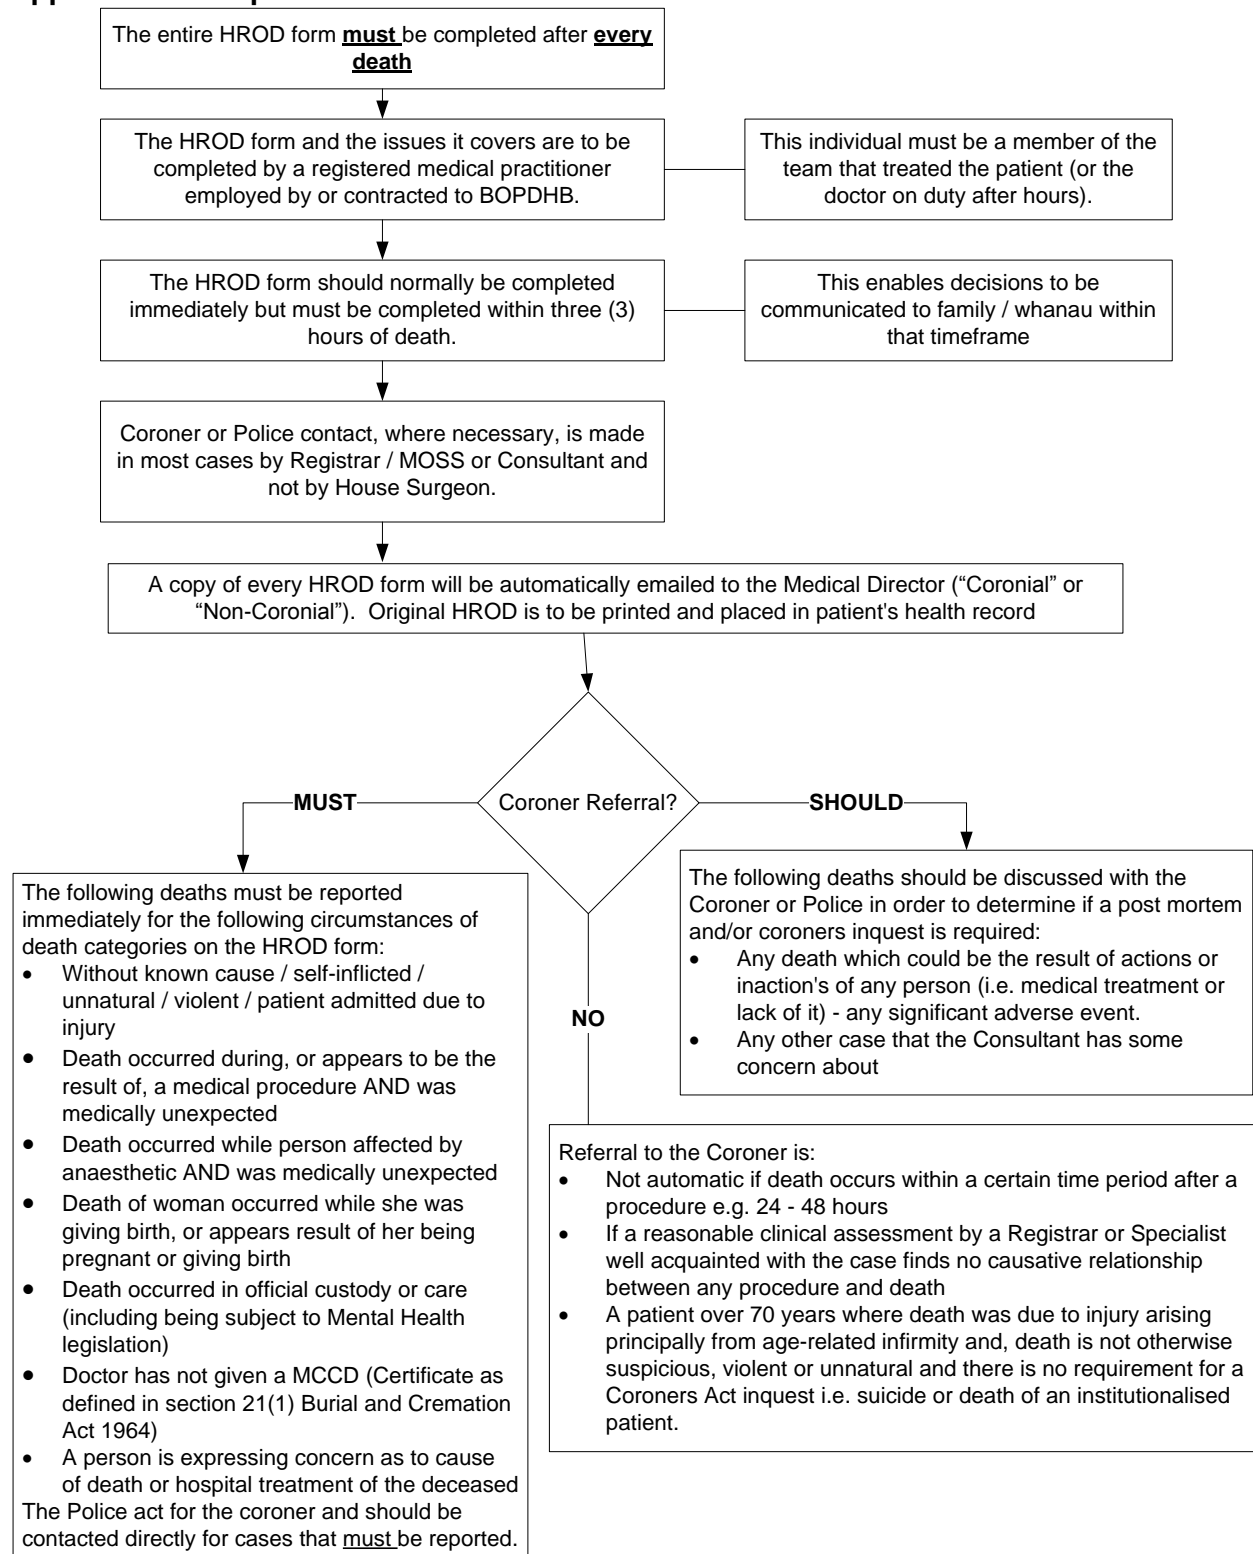 The entire HROD form must be completed after every
death
The HROD form and the issues it covers are to be
completed by a registered medical practitioner
employed by or contracted to BOPDHB.
This individual must be a member of the
team that treated the patient (or the
doctor on duty after hours).
The HROD form should normally be completed
immediately but must be completed within three (3)
hours of death.
This enables decisions to be
communicated to family / whanau within
that timeframe
Coroner or Police contact, where necessary, is made
in most cases by Registrar / MOSS or Consultant and
not by House Surgeon.
A copy of every HROD form will be automatically emailed to the Medical Director (“Coronial” or
“Non-Coronial”).  Original HROD is to be printed and placed in patient's health record
Coroner Referral?
MUST
SHOULD
NO
The following deaths must be reported
immediately for the following circumstances of
death categories on the HROD form:
• Without known cause / self-inflicted /
unnatural / violent / patient admitted due to
injury
• Death occurred during, or appears to be the
result of, a medical procedure AND was
medically unexpected
• Death occurred while person affected by
anaesthetic AND was medically unexpected
• Death of woman occurred while she was
giving birth, or appears result of her being
pregnant or giving birth
• Death occurred in official custody or care
(including being subject to Mental Health
legislation)
• Doctor has not given a MCCD (Certificate as
defined in section 21(1) Burial and Cremation
Act 1964)
• A person is expressing concern as to cause
of death or hospital treatment of the deceased
The Police act for the coroner and should be
contacted directly for cases that must be reported.
The following deaths should be discussed with the
Coroner or Police in order to determine if a post mortem
and/or coroners inquest is required:
• Any death which could be the result of actions or
inaction's of any person (i.e. medical treatment or
lack of it) - any significant adverse event.
• Any other case that the Consultant has some
concern about
Referral to the Coroner is:
• Not automatic if death occurs within a certain time period after a
procedure e.g. 24 - 48 hours
• If a reasonable clinical assessment by a Registrar or Specialist
well acquainted with the case finds no causative relationship
between any procedure and death
• A patient over 70 years where death was due to injury arising
principally from age-related infirmity and, death is not otherwise
suspicious, violent or unnatural and there is no requirement for a
Coroners Act inquest i.e. suicide or death of an institutionalised
patient.